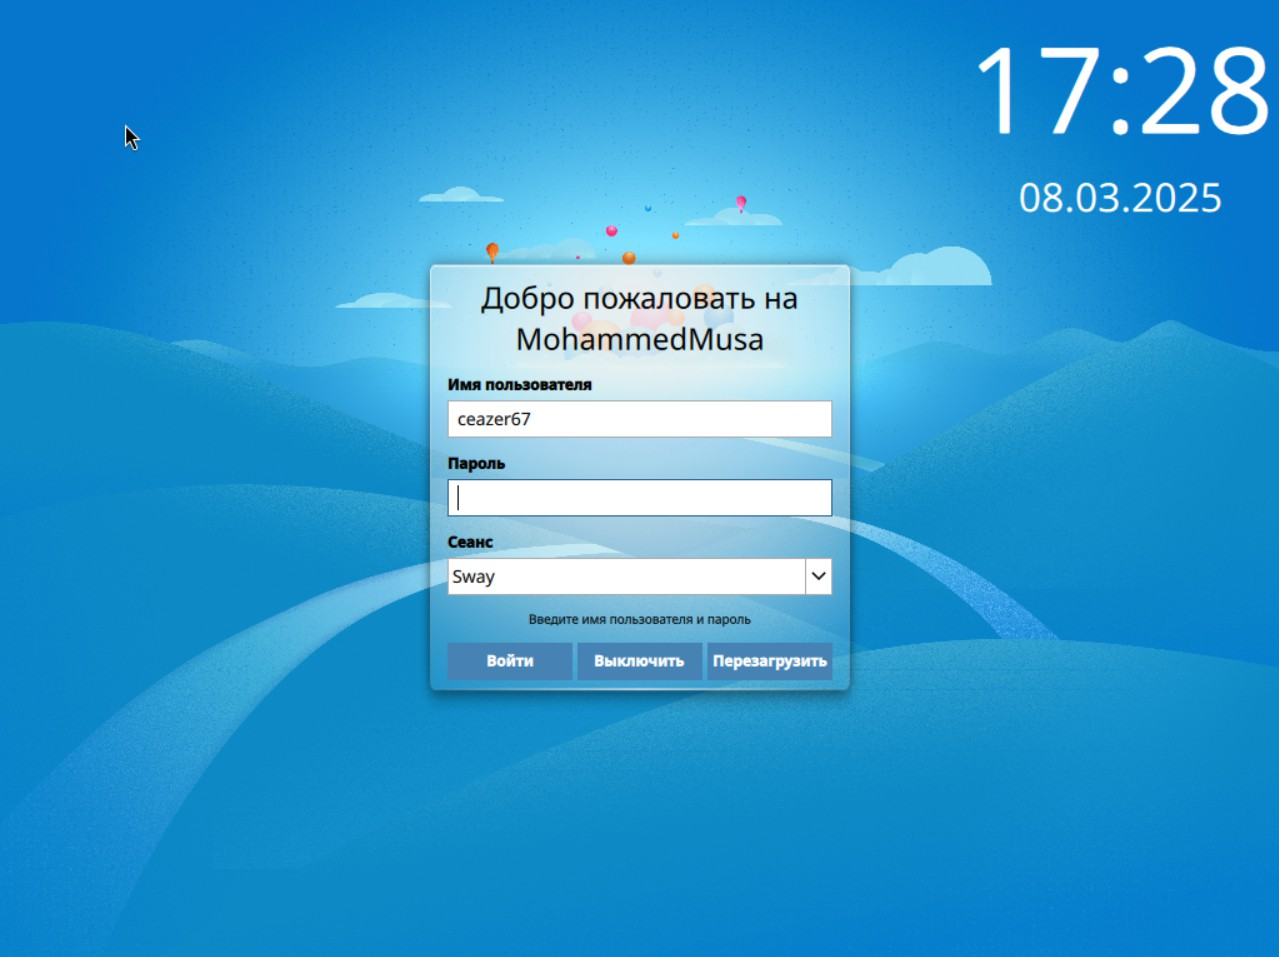 17:28
08.03.2025
Добро пожаловать на
MohammedMusa
Имя пользователя
ceazer67
Пароль
Сеанс
Sway
Введите имя пользователя и пароль
Войти Выключить Перезагрузить